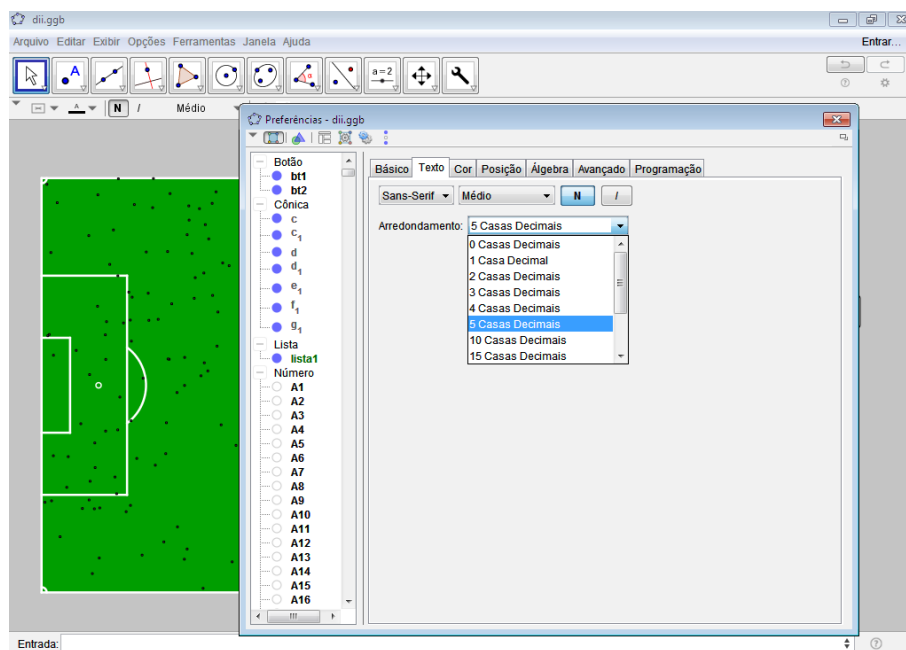 dii.ggb
Arquivo Editar Exibir Opções Ferramentas Janela Ajuda
Entrar...
A
a=2
A N I Médio
Preferências - dii.ggb
Botão
bt1
bt2
Cônica
c
c1
d
d1
e1
f1
g1
Lista
lista1
Número
A1
A2
A3
A4
A5
A6
A7
A8
A9
A10
A11
A12
A13
A14
A15
A16
Básico Texto Cor Posição Álgebra Avançado Programação
Sans-Serif Médio N I
Arredondamento: 5 Casas Decimais
0 Casas Decimais
1 Casa Decimal
2 Casas Decimais
3 Casas Decimais
4 Casas Decimais
5 Casas Decimais
10 Casas Decimais
15 Casas Decimais
Entrada: